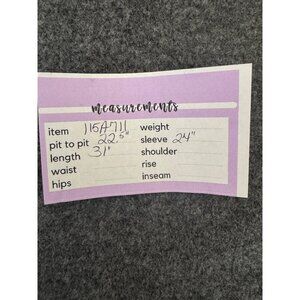 measurements
item 116A711
pit to pit 22.5"
length 31"
waist
hips
weight
sleeve 24"
shoulder
rise
inseam